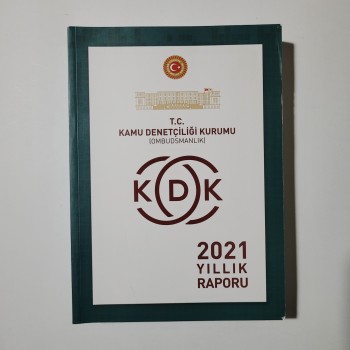 T.C.
KAMU DENETÇİLİĞİ KURUMU
(OMBUDSMANLIK)
KDK
2021
YILLIK
RAPORU